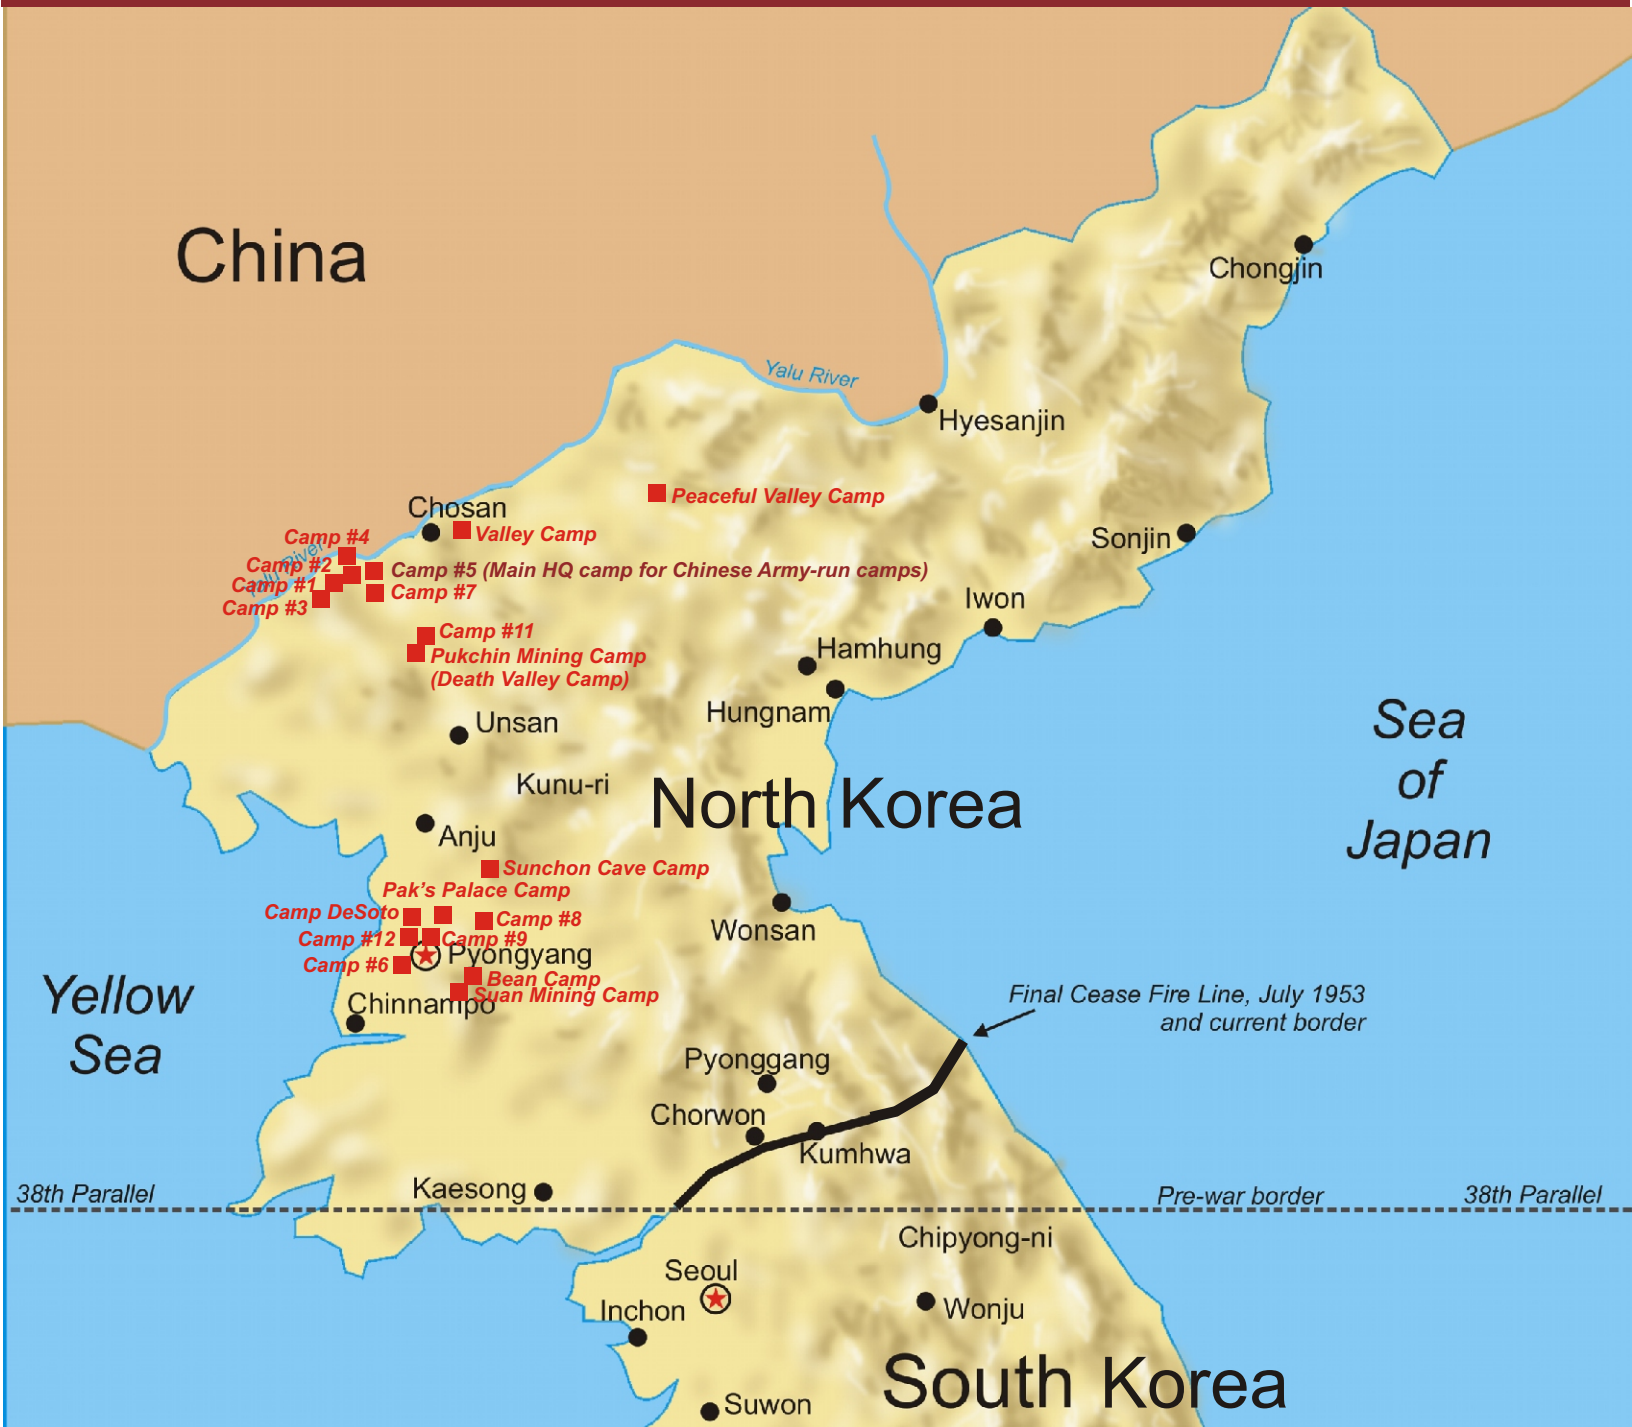 China
Chongjin
Yalu River
Hyesanjin
Peaceful Valley Camp
Chosan
Valley Camp
Sonjin
Camp #4
Yalu River
Camp #2
Camp #5 (Main HQ camp for Chinese Army-run camps)
Camp #1
Camp #7
Camp #3
Iwon
Camp #11
Hamhung
Pukchin Mining Camp
(Death Valley Camp)
Hungnam
Unsan
Sea
of
Japan
Kunu-ri
North Korea
Anju
Sunchon Cave Camp
Pak's Palace Camp
Camp DeSoto
Camp #8
Wonsan
Camp #12
Camp #9
Pyongyang
Camp #6
Bean Camp
Suan Mining Camp
Yellow
Sea
Chinnampo
Final Cease Fire Line, July 1953
and current border
Pyonggang
Chorwon
Kumhwa
Kaesong
38th Parallel
Pre-war border
38th Parallel
Chipyong-ni
Seoul
Inchon
Wonju
South Korea
Suwon